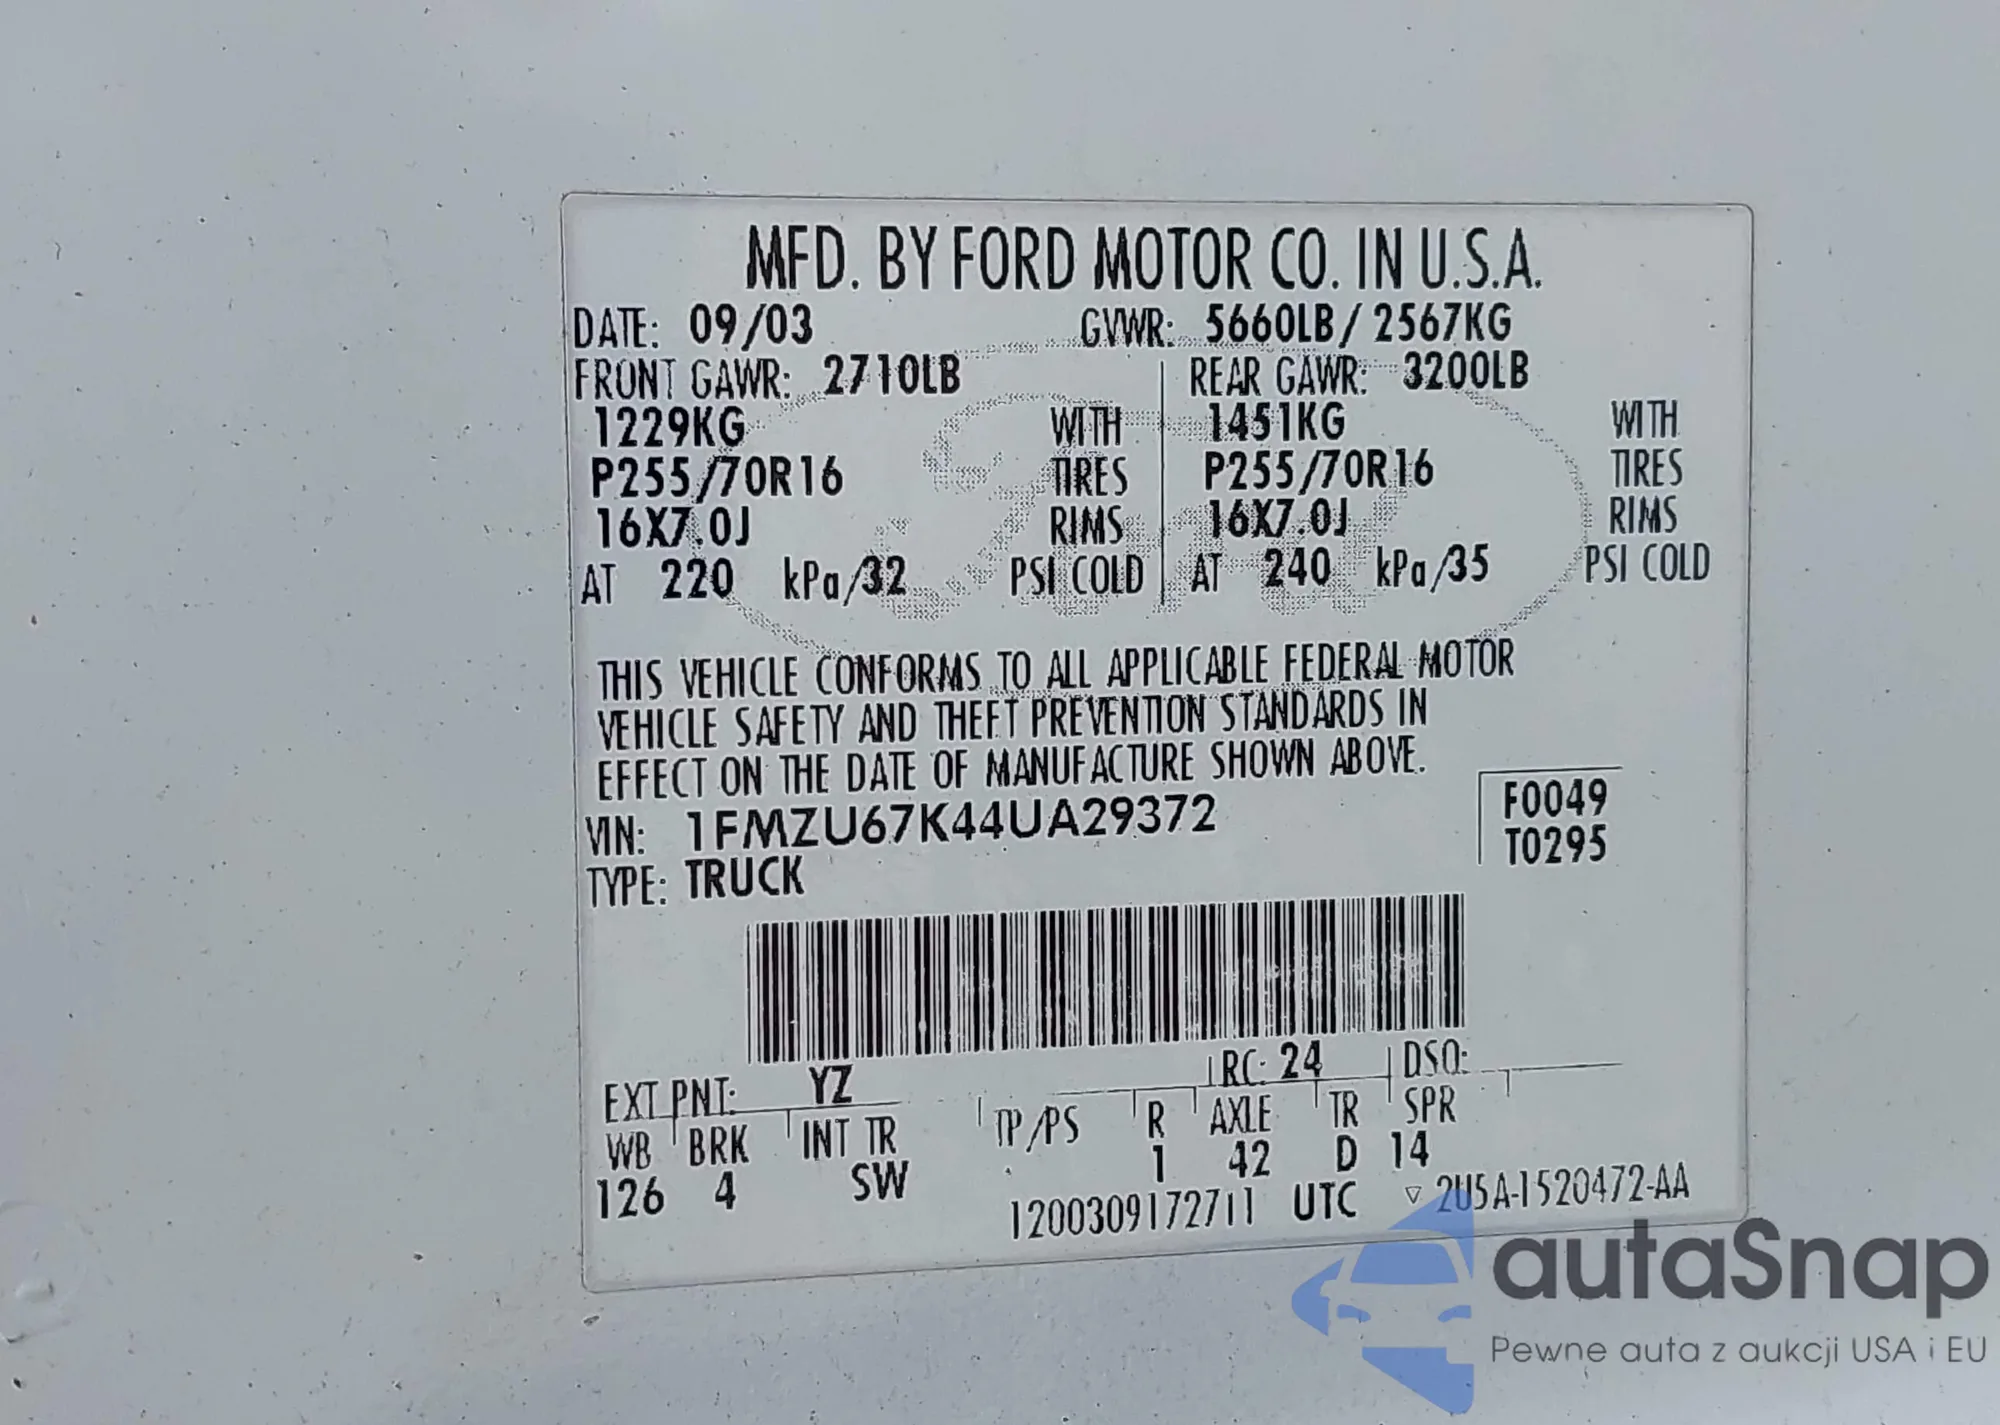 MFD. BY FORD MOTOR CO. IN U.S.A.
DATE: 09/03 GVWR: 5660LB/2567KG
FRONT GAWR: 2710LB REAR GAWR: 3200LB
1229KG WITH 1451KG WITH
P255/70R16 TIRES P255/70R16 TIRES
16X7.0J RIMS 16X7.0J RIMS
AT 220 kPa/32 PSI COLD AT 240 kPa/35 PSI COLD
THIS VEHICLE CONFORMS TO ALL APPLICABLE FEDERAL MOTOR
VEHICLE SAFETY AND THEFT PREVENTION STANDARDS IN
EFFECT ON THE DATE OF MANUFACTURE SHOWN ABOVE.
VIN: 1FMZU67K44UA29372 F0049
TYPE: TRUCK T0295
EXT PNT: YZ RC: 24 DSO:
WB BRK INT TR TP/PS R AXLE TR SPR
126 4 SW 1 42 D 14
1200309172711 UTC ▽ 2U5A-1520472-AA
autaSnap
Pewne auta z aukcji USA i EU